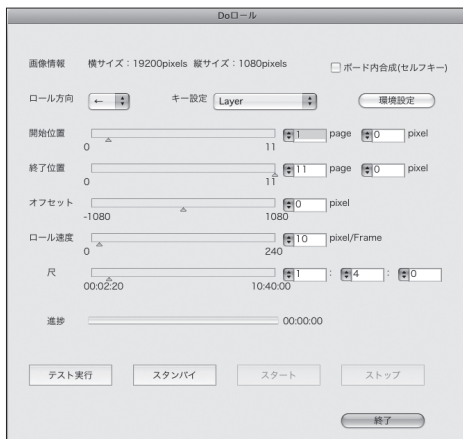 Doロール
画像情報 横サイズ：19200pixels 縦サイズ：1080pixels ボード内合成(セルフキー)
ロール方向 ← キー設定 Layer 環境設定
開始位置 1 page 0 pixel
0 11
終了位置 11 page 0 pixel
0 11
オフセット 0 pixel
-1080 1080
ロール速度 10 pixel/Frame
0 240
尺 1 : 4 : 0
00:02:20 10:40:00
進捗 00:00:00
テスト実行 スタンバイ スタート ストップ
終了